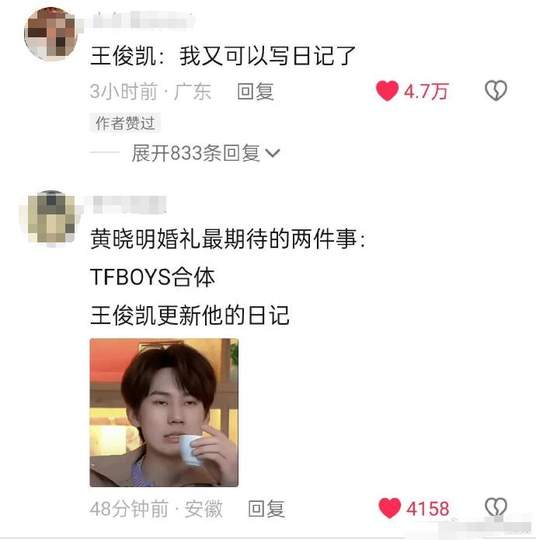 王俊凯：我又可以写日记了
3小时前·广东 回复 4.7万
作者赞过
展开833条回复
黄晓明婚礼最期待的两件事：
TFBOYS合体
王俊凯更新他的日记
48分钟前·安徽 回复 4158